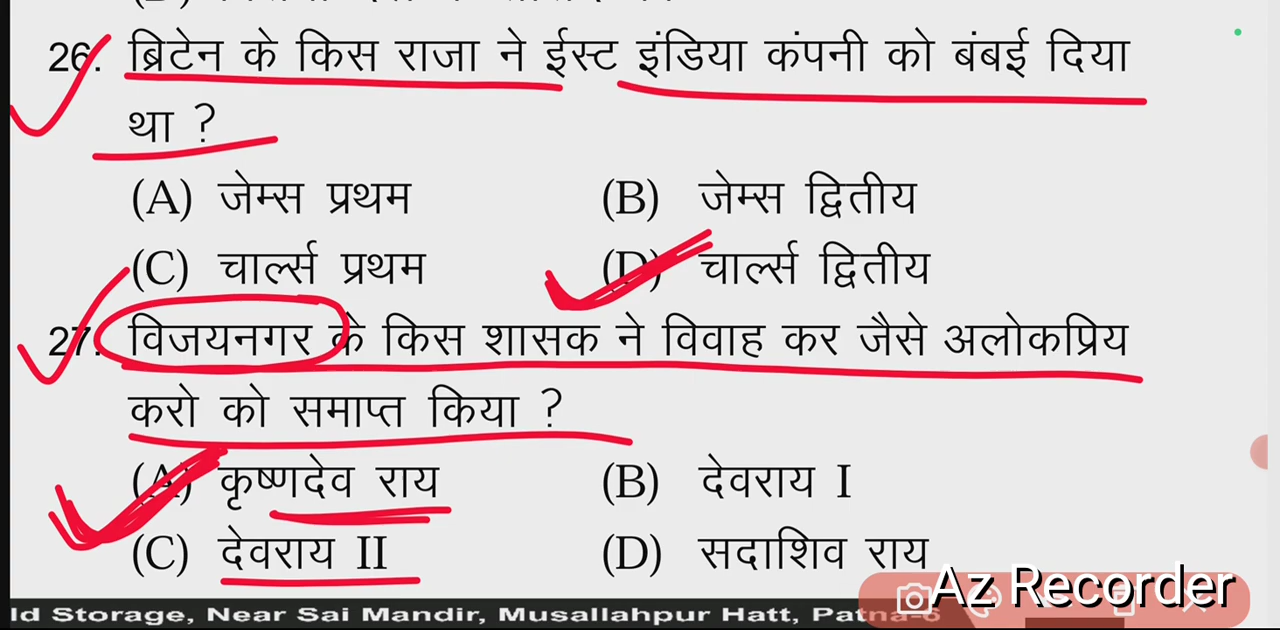 26. ब्रिटेन के किस राजा ने ईस्ट इंडिया कंपनी को बंबई दिया
था ?
(A) जेम्स प्रथम (B) जेम्स द्वितीय
(C) चार्ल्स प्रथम (D) चार्ल्स द्वितीय
27. विजयनगर के किस शासक ने विवाह कर जैसे अलोकप्रिय
करो को समाप्त किया ?
(A) कृष्णदेव राय (B) देवराय I
(C) देवराय II (D) सदाशिव राय
Az Recorder
ld Storage, Near Sai Mandir, Musallahpur Hatt, Patna-6